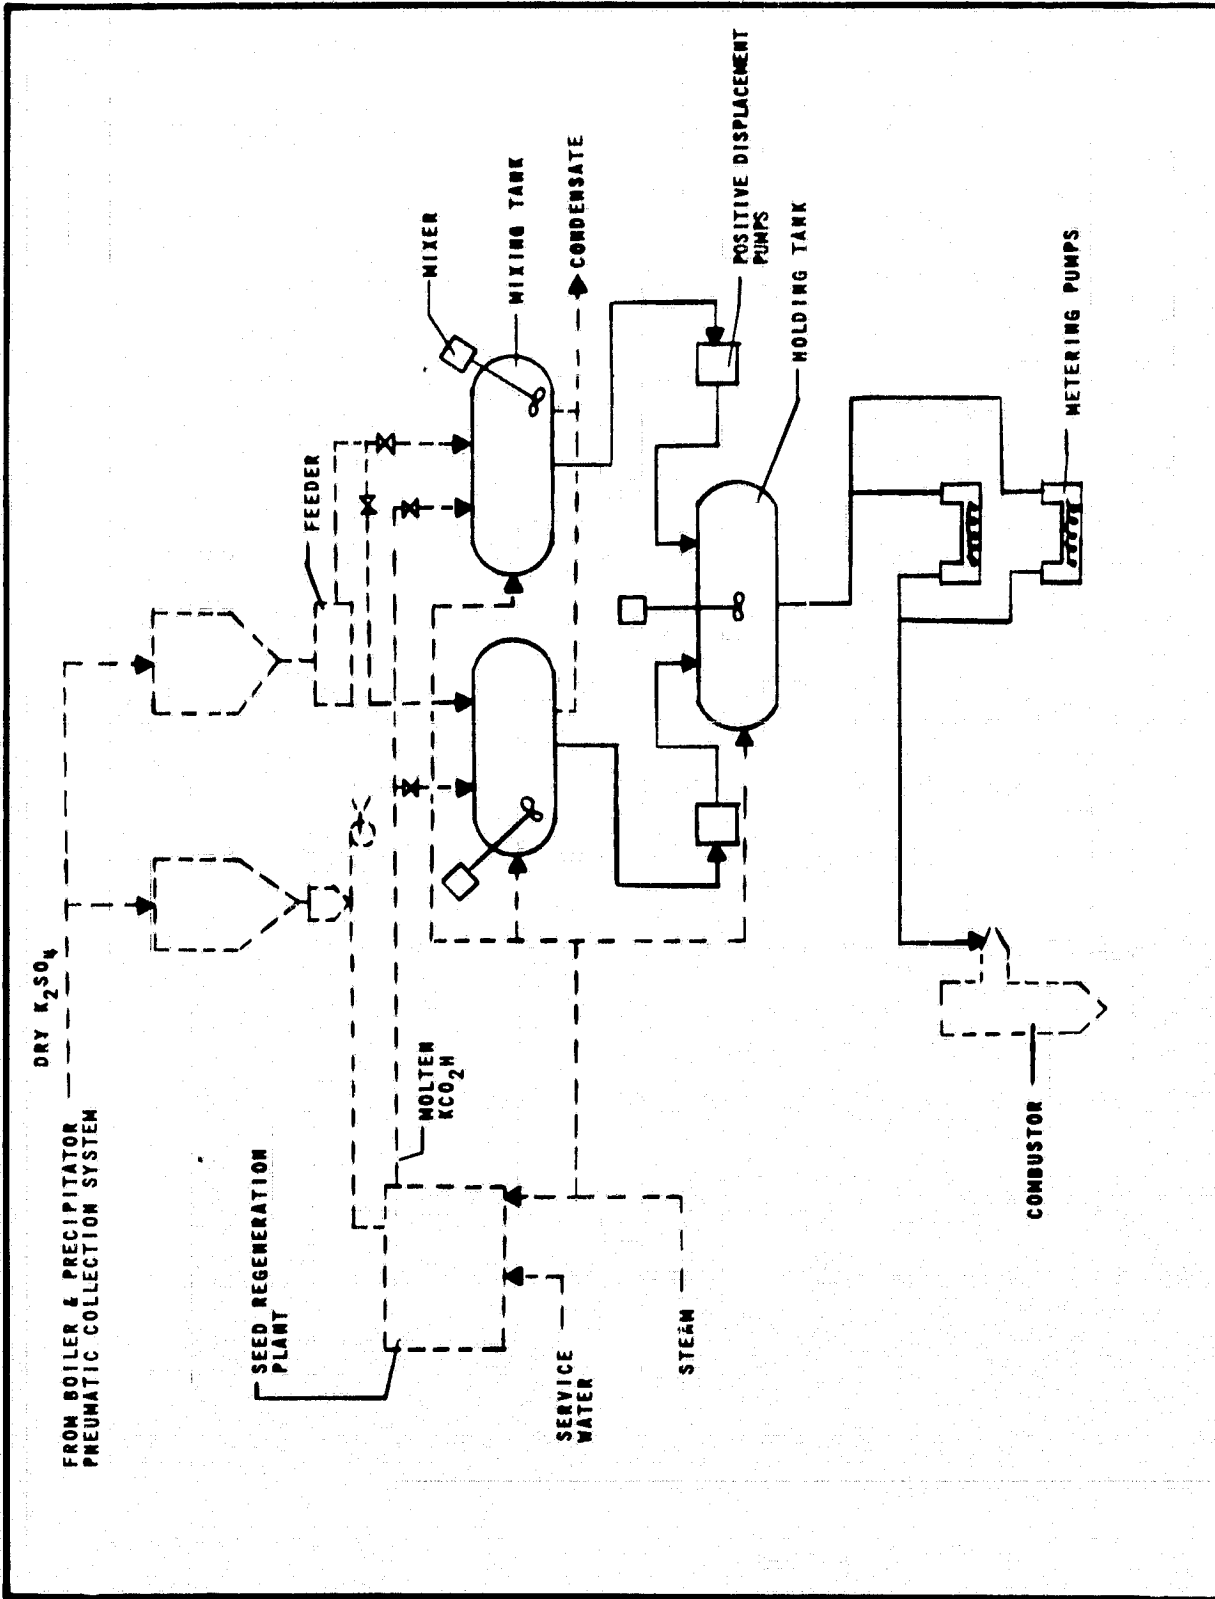 FROM BOILER & PRECIPITATOR
PNEUMATIC COLLECTION SYSTEM
DRY K₂SO₄
SEED REGENERATION
PLANT
FEEDER
MOLTEN
KCO₂H
MIXER
MIXING TANK
CONDENSATE
SERVICE
WATER
STEAM
POSITIVE DISPLACEMENT
PUMPS
HOLDING TANK
COMBUSTOR
METERING PUMPS